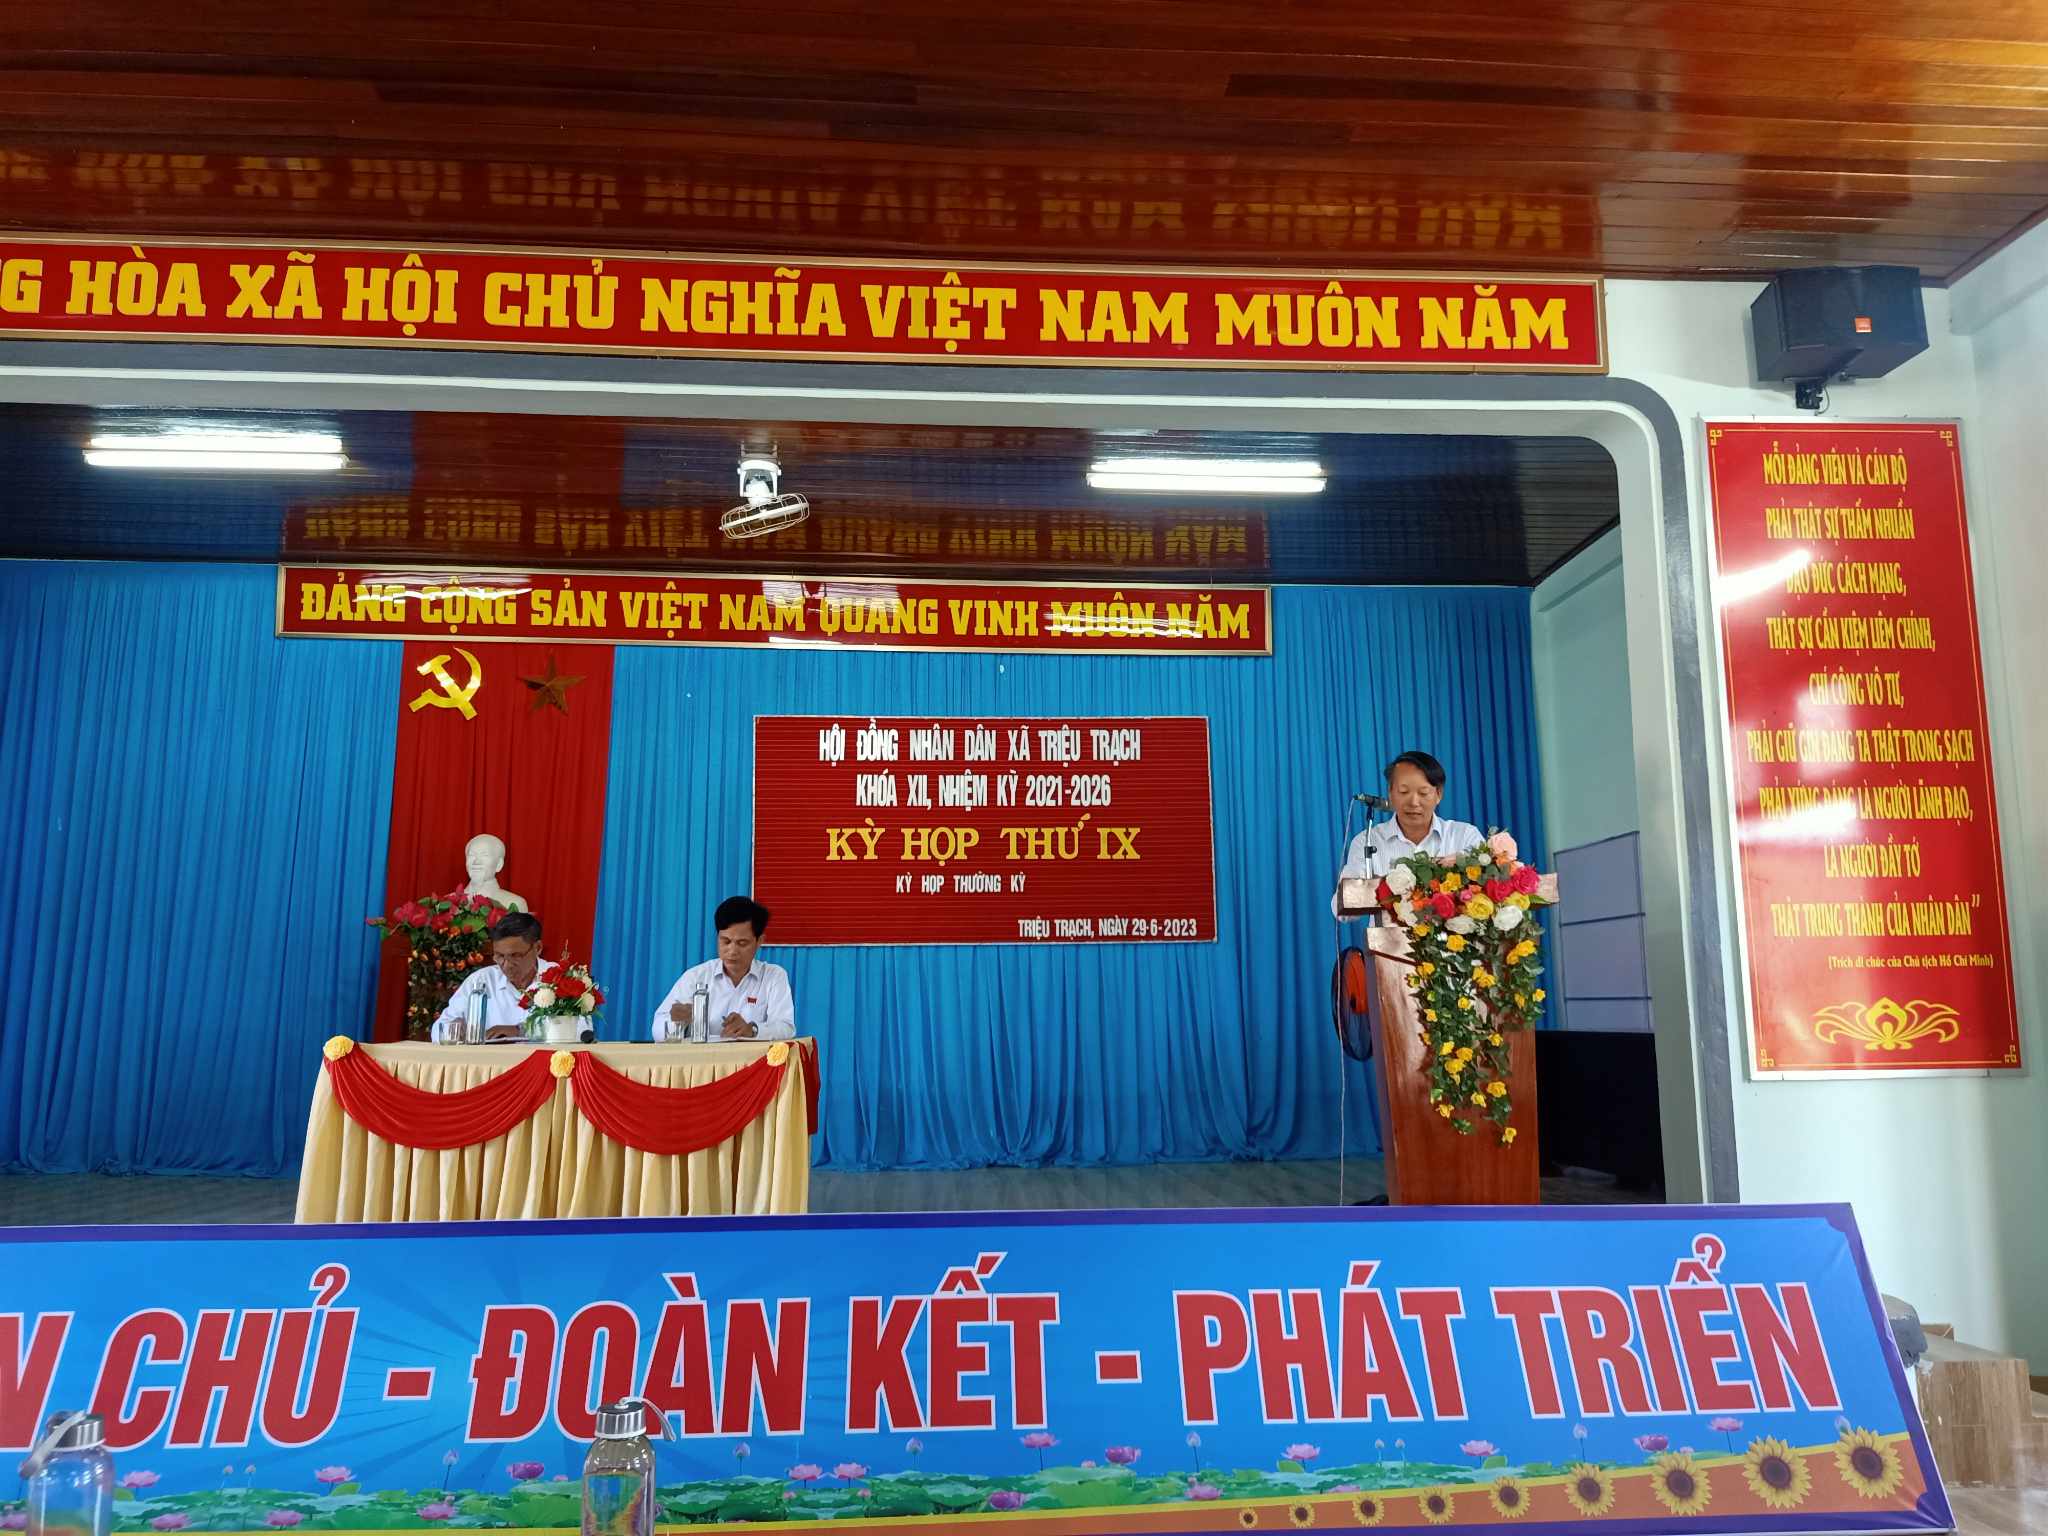 G HÒA XÃ HỘI CHỦ NGHĨA VIỆT NAM MUÔN NĂM
ĐẢNG CỘNG SẢN VIỆT NAM QUANG VINH MUÔN NĂM
HỘI ĐỒNG NHÂN DÂN XÃ TRIỆU TRẠCH
KHÓA XII, NHIỆM KỲ 2021-2026
KỲ HỌP THỨ IX
KỲ HỌP THƯỜNG KỲ
TRIỆU TRẠCH, NGÀY 29-6-2023
MỖI ĐẢNG VIÊN VÀ CÁN BỘ
PHẢI THẬT SỰ THẤM NHUẦN
ĐẠO ĐỨC CÁCH MẠNG,
THẬT SỰ CẦN KIỆM LIÊM CHÍNH,
CHÍ CÔNG VÔ TƯ,
PHẢI GIỮ GÌN ĐẢNG TA THẬT TRONG SẠCH
PHẢI XỨNG ĐÁNG LÀ NGƯỜI LÃNH ĐẠO,
LÀ NGƯỜI ĐẦY TỚ
THẬT TRUNG THÀNH CỦA NHÂN DÂN"
(Trích di chúc của Chủ tịch Hồ Chí Minh)
N CHỦ - ĐOÀN KẾT - PHÁT TRIỂN